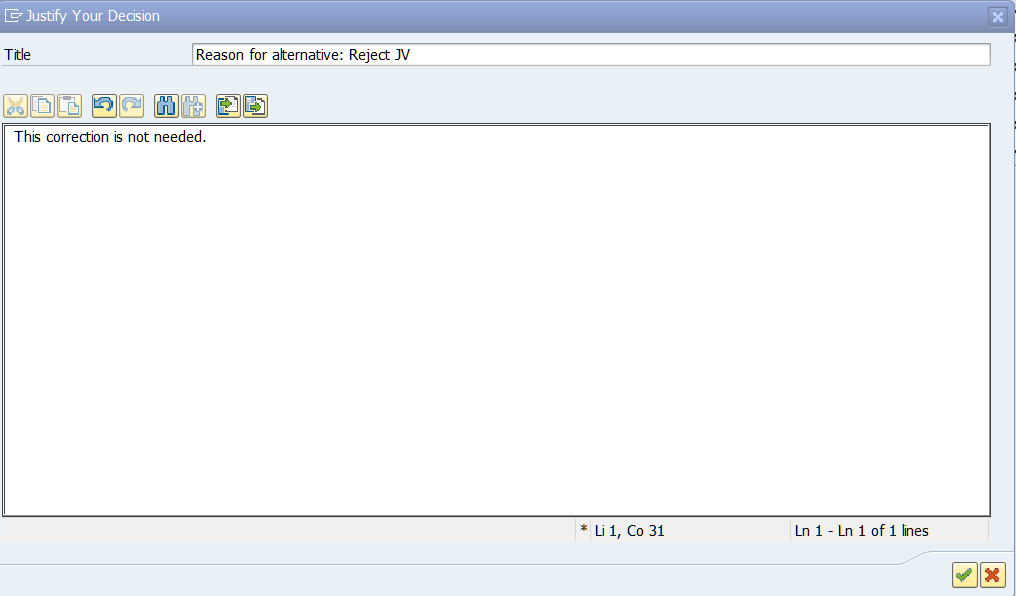 Justify Your Decision
Title Reason for alternative: Reject JV
This correction is not needed.
* Li 1, Co 31 Ln 1 - Ln 1 of 1 lines